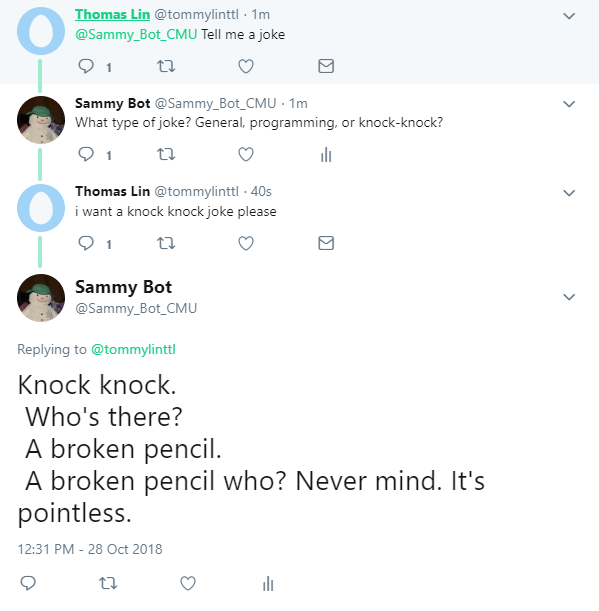 Thomas Lin @tommylinttl · 1m
@Sammy_Bot_CMU Tell me a joke
1
Sammy Bot @Sammy_Bot_CMU · 1m
What type of joke? General, programming, or knock-knock?
1
Thomas Lin @tommylinttl · 40s
i want a knock knock joke please
1
Sammy Bot
@Sammy_Bot_CMU
Replying to @tommylinttl
Knock knock.
Who's there?
A broken pencil.
A broken pencil who? Never mind. It's
pointless.
12:31 PM - 28 Oct 2018